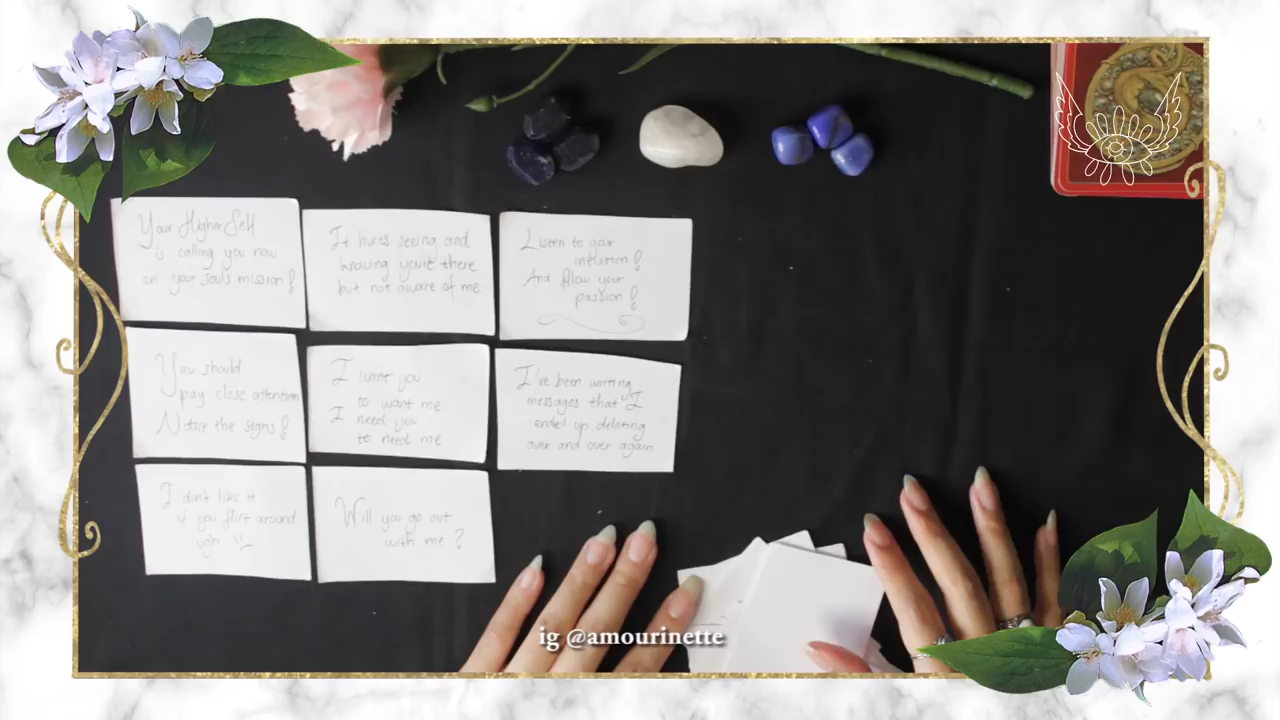 Your Higher Self
is calling you now
on your soul's mission!
It hurts seeing and
knowing you're there
but not aware of me
Listen to your
intuition!
And follow your
passion!
You should
pay close attention
Notice the signs!
I want you
to want me
I need you
to need me
I've been writing
messages that I
ended up deleting
over and over again
I don't like it
if you flirt around
ugh
Will you go out
with me?
ig @amourinette